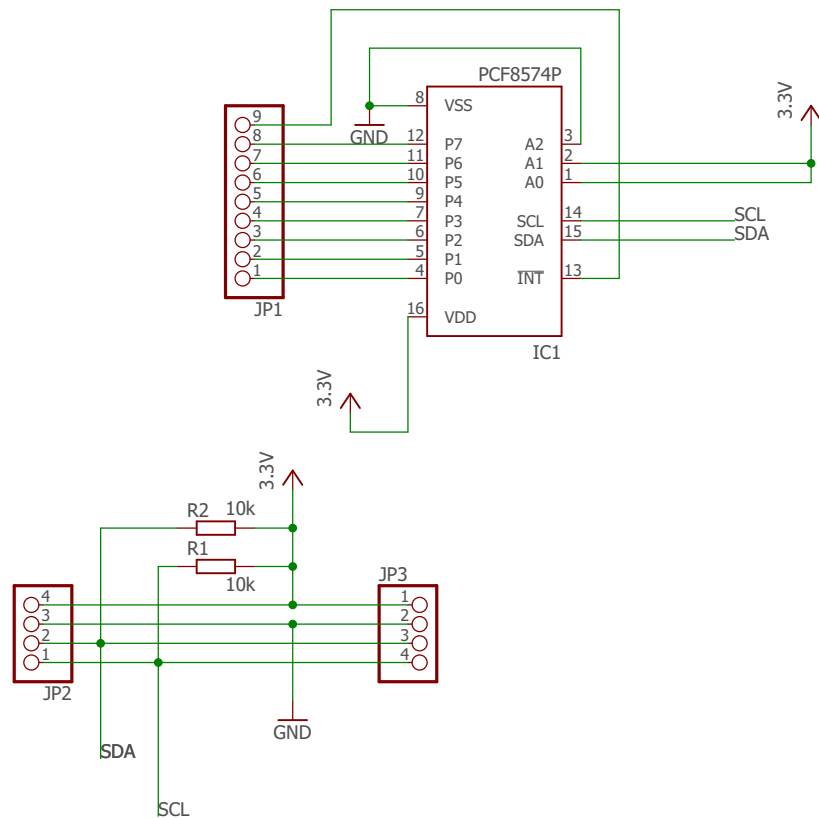 PCF8574P
3.3V
9
8
VSS
GND
8
12
P7
A2
3
7
11
P6
A1
2
6
10
P5
A0
1
5
9
P4
4
7
P3
SCL
14
SCL
3
6
P2
SDA
15
SDA
2
5
P1
1
4
P0
INT
13
JP1
16
VDD
IC1
3.3V
3.3V
R2
10k
R1
10k
JP3
4
1
3
2
2
3
1
4
JP2
GND
SDA
SCL